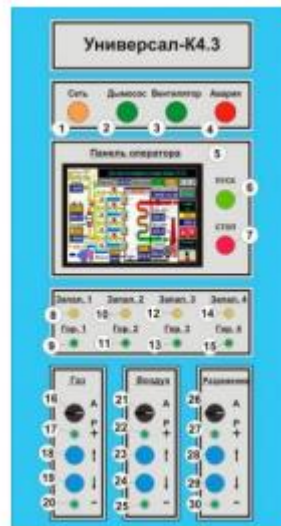 Универсал-К4.3
Сеть Дымосос Вентилятор Авария
1 2 3 4
Панель оператора 5
ПУСК
6
СТОП 7
Запал. 1 Запал. 2 Запал. 3 Запал. 4
8 10 12 14
Гор. 1 Гор. 2 Гор. 3 Гор. 4
9 11 13 15
Газ Воздух Разрежение
16 А 21 А 26 А
Р Р Р
17 + 22 + 27 +
18 ↑ 23 ↑ 28 ↑
19 ↓ 24 ↓ 29 ↓
20 - 25 - 30 -